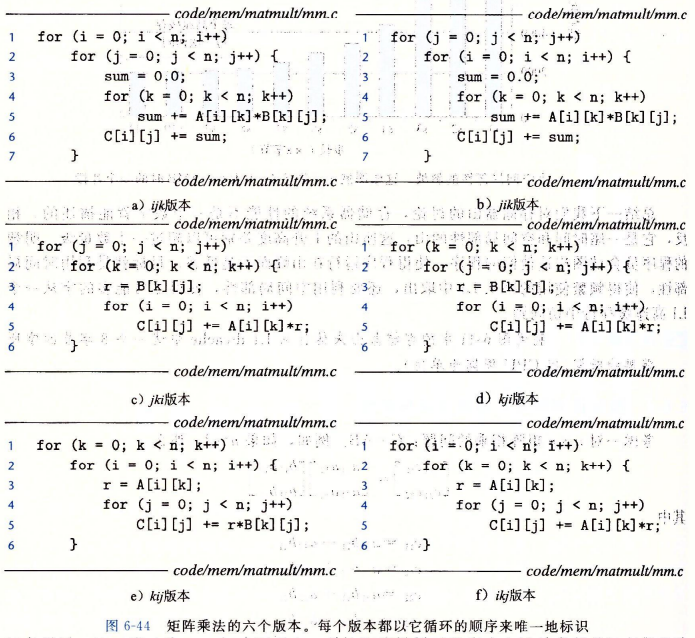 code/mem/matmult/mm.c
1 for (i = 0; i < n; i++)
2 for (j = 0; j < n; j++) {
3 sum = 0.0;
4 for (k = 0; k < n; k++)
5 sum += A[i][k]*B[k][j];
6 C[i][j] += sum;
7 }
code/mem/matmult/mm.c
a) ijk版本
code/mem/matmult/mm.c
1 for (j = 0; j < n; j++)
2 for (i = 0; i < n; i++) {
3 sum = 0.0;
4 for (k = 0; k < n; k++)
5 sum += A[i][k]*B[k][j];
6 C[i][j] += sum;
7 }
code/mem/matmult/mm.c
b) jik版本
code/mem/matmult/mm.c
1 for (j = 0; j < n; j++)
2 for (k = 0; k < n; k++) {
3 r = B[k][j];
4 for (i = 0; i < n; i++)
5 C[i][j] += A[i][k]*r;
6 }
code/mem/matmult/mm.c
c) jki版本
code/mem/matmult/mm.c
1 for (k = 0; k < n; k++)
2 for (j = 0; j < n; j++) {
3 r = B[k][j];
4 for (i = 0; i < n; i++)
5 C[i][j] += A[i][k]*r;
6 }
code/mem/matmult/mm.c
d) kji版本
code/mem/matmult/mm.c
1 for (k = 0; k < n; k++)
2 for (i = 0; i < n; i++) {
3 r = A[i][k];
4 for (j = 0; j < n; j++)
5 C[i][j] += r*B[k][j];
6 }
code/mem/matmult/mm.c
e) kij版本
code/mem/matmult/mm.c
1 for (i = 0; i < n; i++)
2 for (k = 0; k < n; k++) {
3 r = A[i][k];
4 for (j = 0; j < n; j++)
5 C[i][j] += A[i][k]*r;
6 }
code/mem/matmult/mm.c
f) ikj版本
图 6-44 矩阵乘法的六个版本。每个版本都以它循环的顺序来唯一地标识